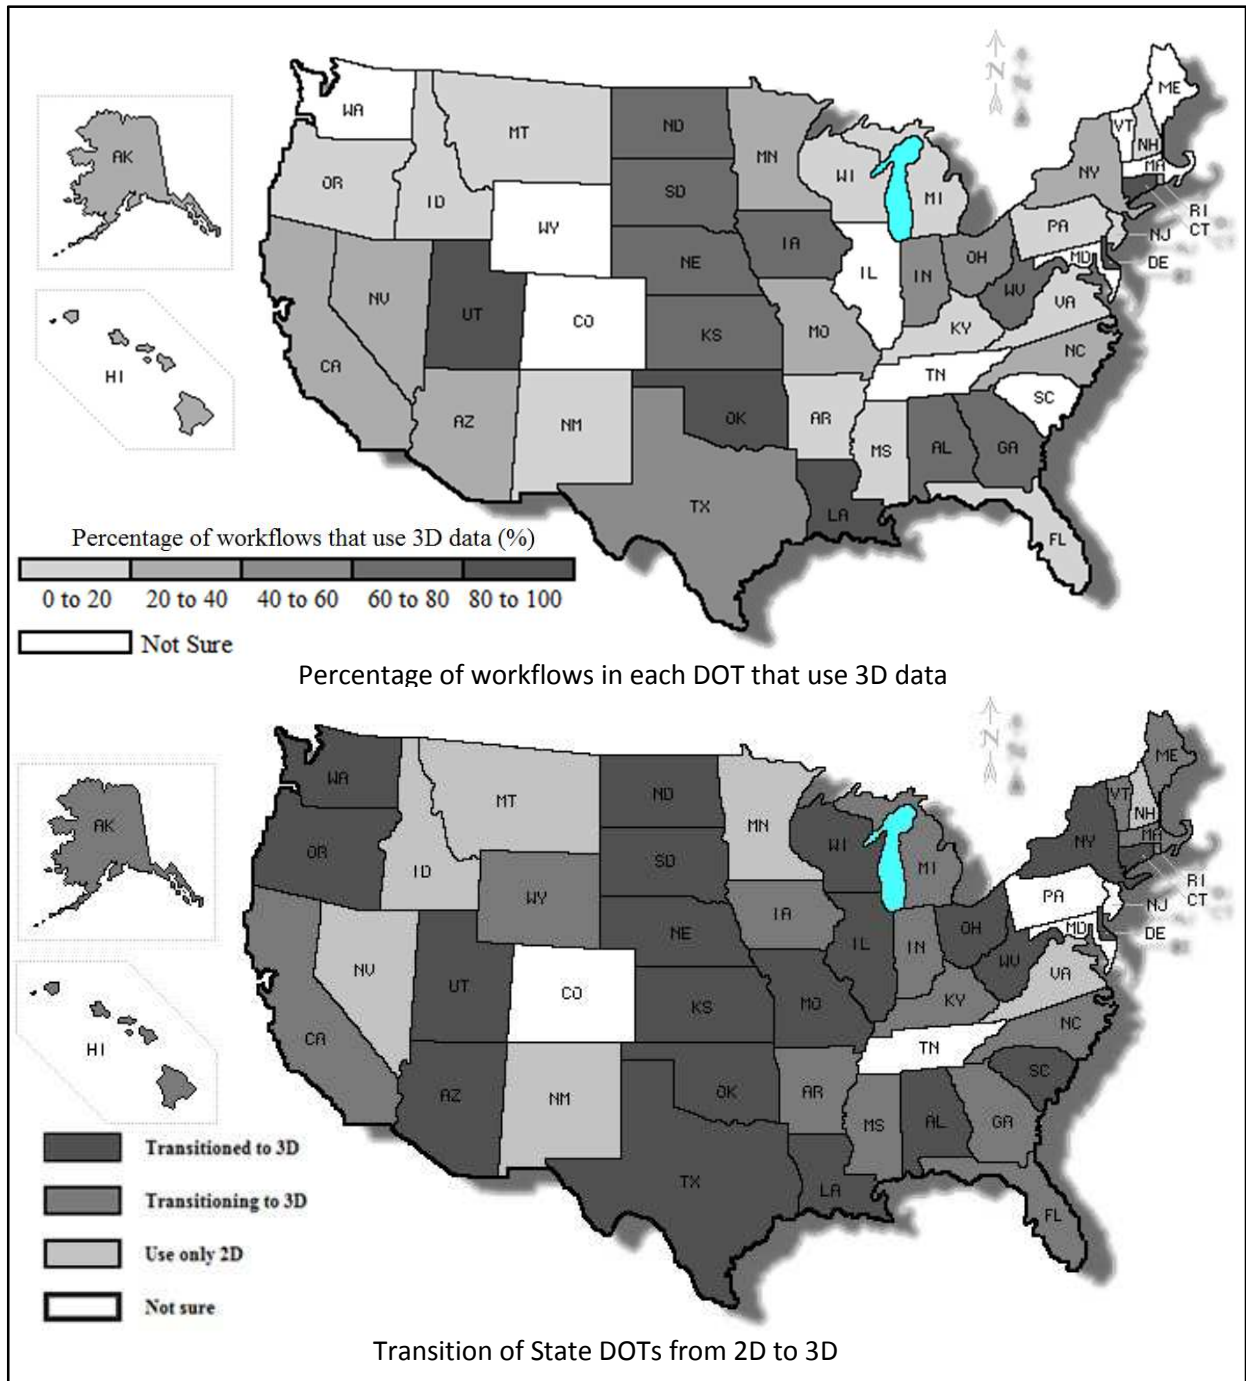 N
WA
MT
ND
MN
ME
VT
NH
AK
OR
ID
SD
WI
MI
NY
MA
WY
IA
PA
RI
CT
NE
IL
IN
OH
NJ
MD
DE
NV
UT
CO
KS
MO
WV
VA
KY
CA
NC
HI
TN
SC
AZ
NM
OK
AR
MS
AL
GA
TX
LA
FL
Percentage of workflows that use 3D data (%)
0 to 20 20 to 40 40 to 60 60 to 80 80 to 100
Not Sure
Percentage of workflows in each DOT that use 3D data
N
WA
MT
ND
MN
ME
VT
NH
AK
OR
ID
SD
WI
MI
NY
MA
WY
IA
PA
RI
CT
NE
IL
IN
OH
NJ
MD
DE
NV
UT
CO
KS
MO
WV
VA
KY
CA
NC
HI
TN
SC
AZ
NM
OK
AR
MS
AL
GA
TX
LA
FL
Transitioned to 3D
Transitioning to 3D
Use only 2D
Not sure
Transition of State DOTs from 2D to 3D